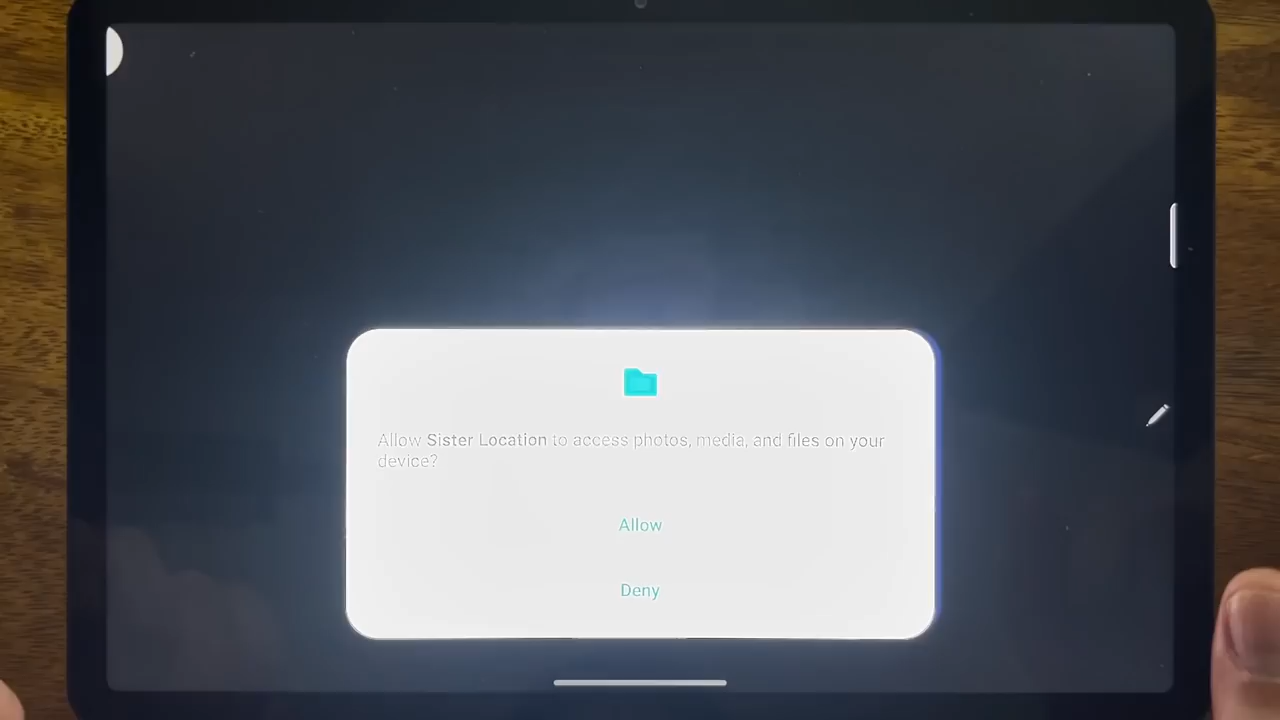 Allow Sister Location to access photos, media, and files on your
device?
Allow
Deny